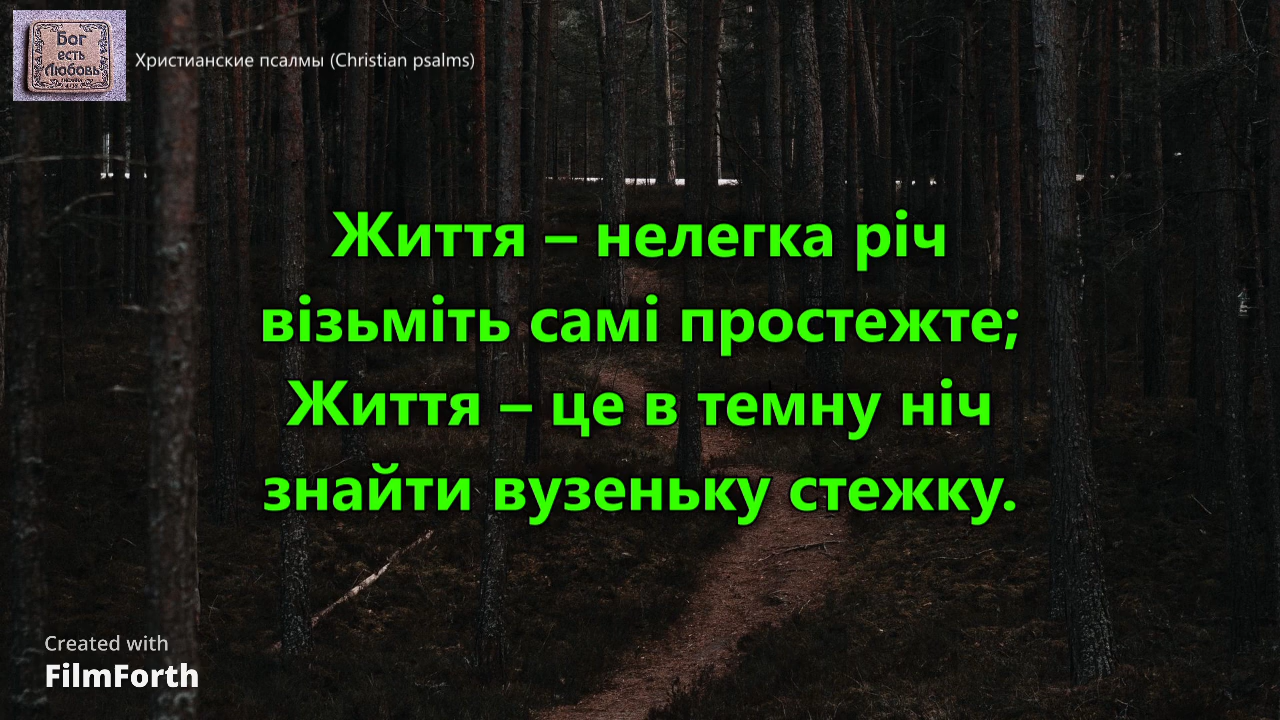 Бог
есть
Любовь
Христианские псалмы (Christian psalms)
Життя – нелегка річ
візьміть самі простежте;
Життя – це в темну ніч
знайти вузеньку стежку.
Created with
FilmForth